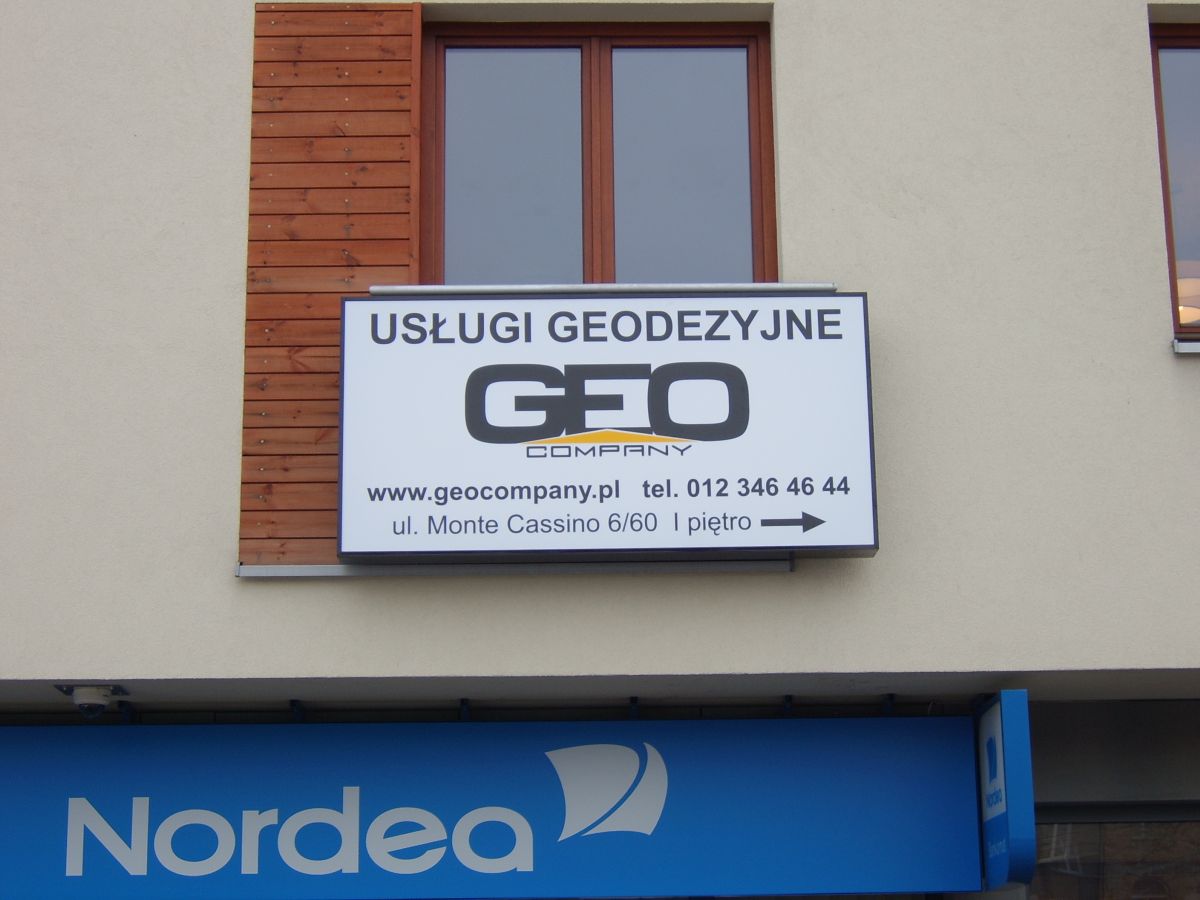 USŁUGI GEODEZYJNE
GEO
COMPANY
www.geocompany.pl tel. 012 346 46 44
ul. Monte Cassino 6/60 I piętro
Nordea
Nordea